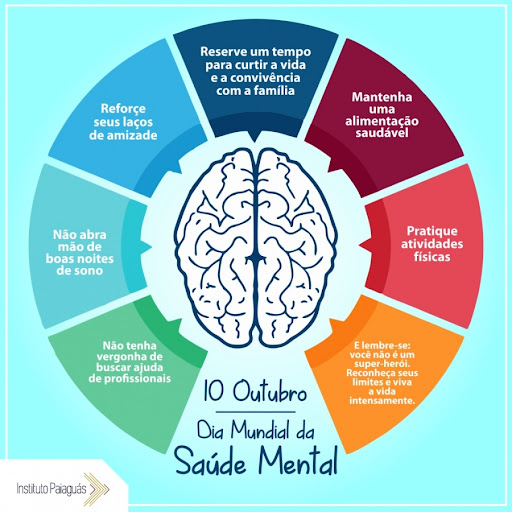 Reserve um tempo
para curtir a vida
e a convivência
com a família
Mantenha
uma
alimentação
saudável
Pratique
atividades
físicas
E lembre-se:
você não é um
super-herói.
Reconheça seus
limites e viva
a vida
intensamente.
Reforçe
seus laços
de amizade
Não abra
mão de
boas noites
de sono
Não tenha
vergonha de
buscar ajuda
de profissionais
10 Outubro
Dia Mundial da
Saúde Mental
Instituto Paiaguás